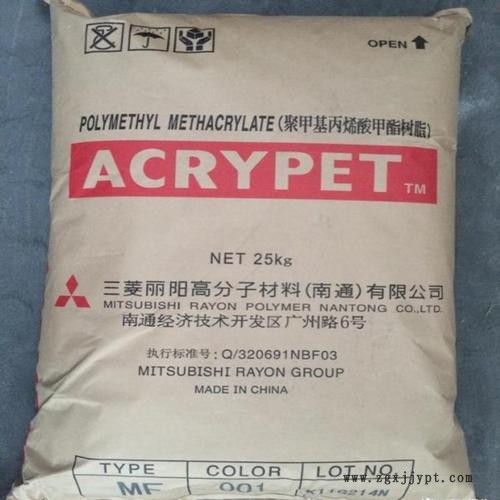 OPEN
POLYMETHYL METHACRYLATE(聚甲基丙烯酸甲酯树脂)
ACRYPET TM
NET 25kg
三菱丽阳高分子材料(南通)有限公司
MITSUBISHI RAYON POLYMER NANTONG CO.,LTD.
南通经济技术开发区广州路6号
执行标准号: Q/320691NBF03
MITSUBISHI RAYON GROUP
MADE IN CHINA
TYPE COLOR LOT NO
MF 001
www.zgxjjypt.com